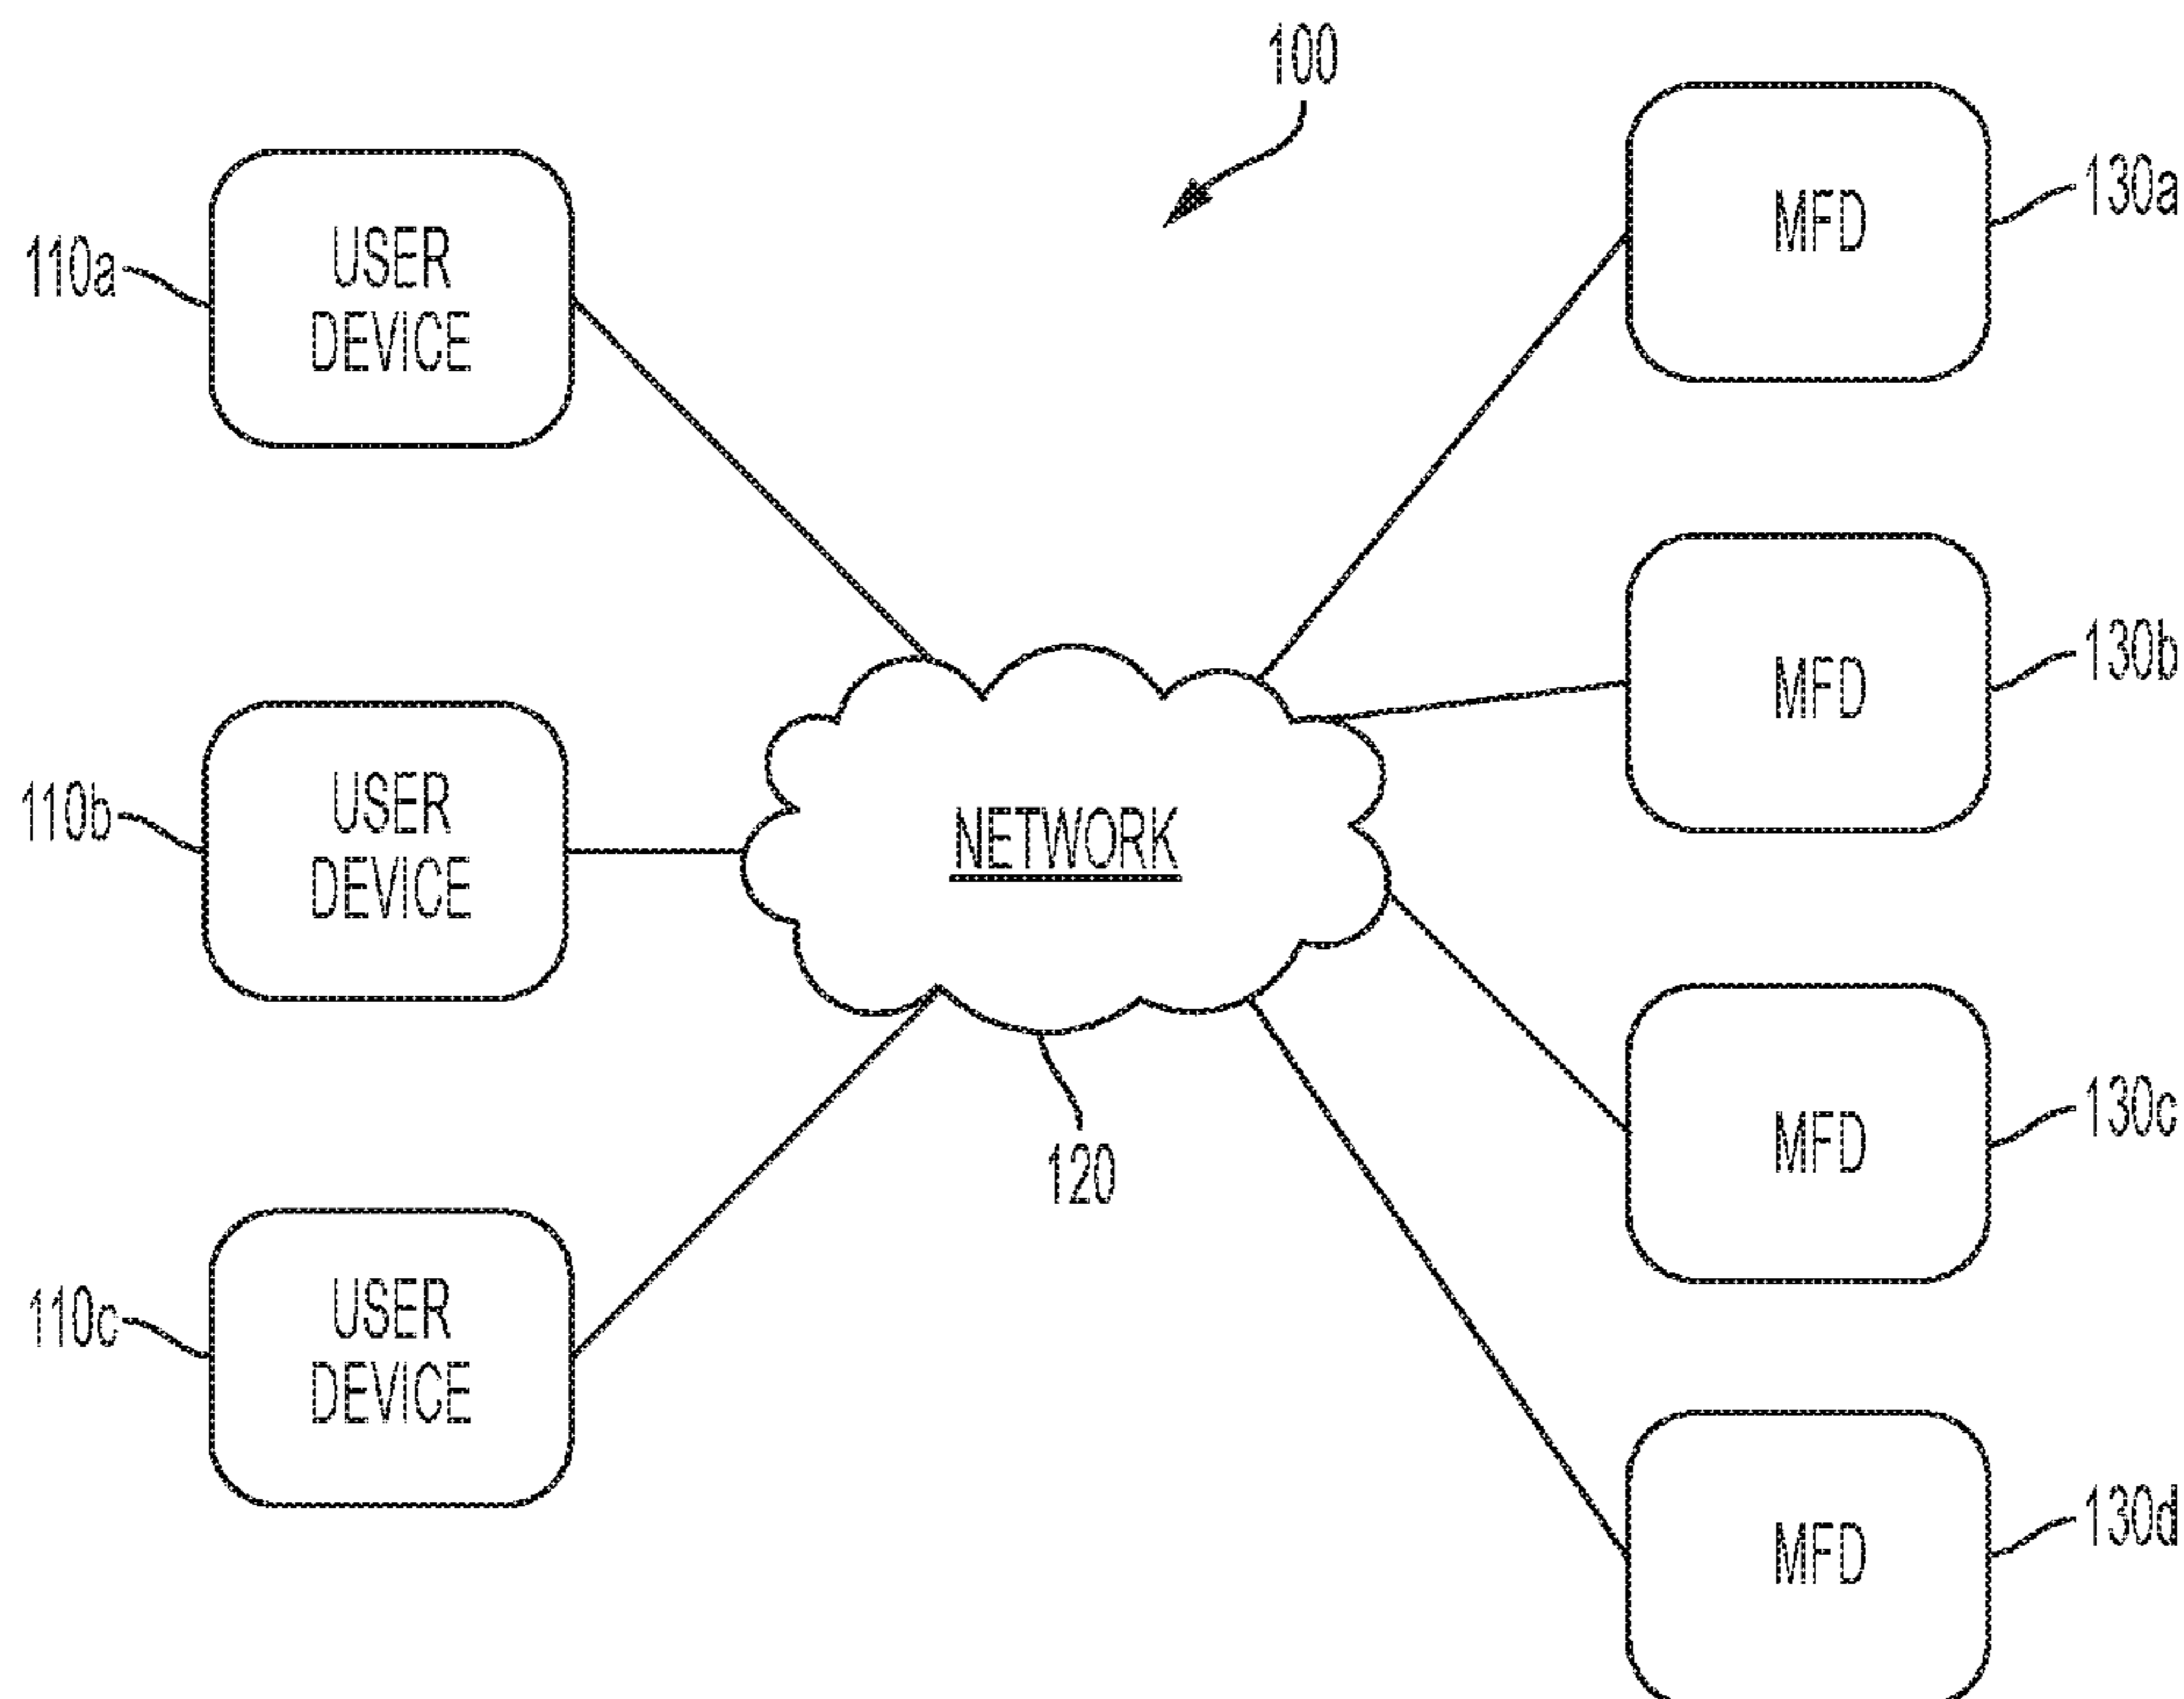 100
110a
USER
DEVICE
MFD
130a
110b
USER
DEVICE
NETWORK
MFD
130b
120
110c
USER
DEVICE
MFD
130c
MFD
130d